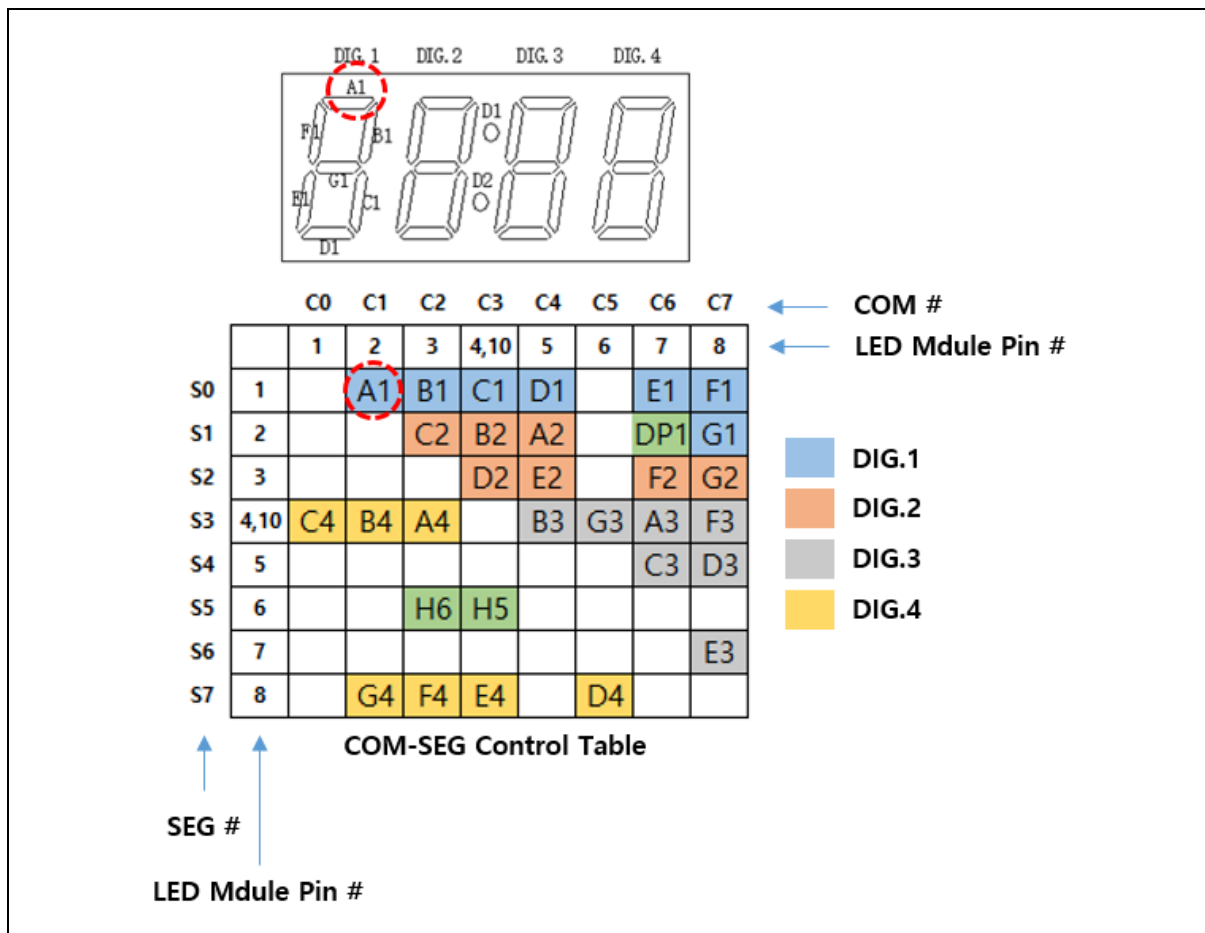 DIG.1 DIG.2 DIG.3 DIG.4
A1
F1 B1 D1
G1 D2
E1 C1
D1
C0 C1 C2 C3 C4 C5 C6 C7 COM #
1 2 3 4,10 5 6 7 8 LED Mdule Pin #
S0 1 A1 B1 C1 D1 E1 F1
S1 2 C2 B2 A2 DP1 G1
S2 3 D2 E2 F2 G2
S3 4,10 C4 B4 A4 B3 G3 A3 F3
S4 5 C3 D3
S5 6 H6 H5
S6 7 E3
S7 8 G4 F4 E4 D4
DIG.1
DIG.2
DIG.3
DIG.4
COM-SEG Control Table
SEG #
LED Mdule Pin #